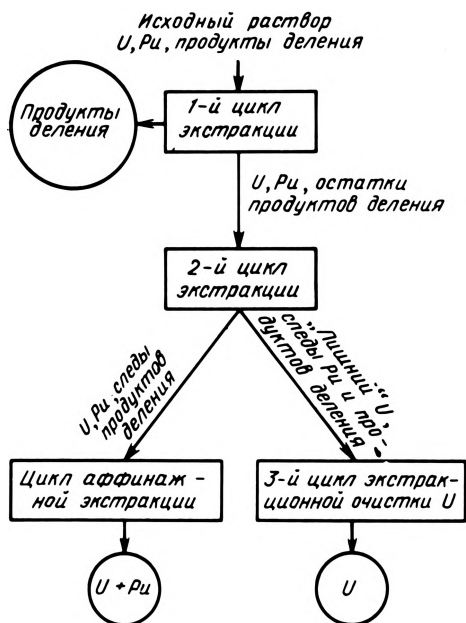 Исходный раствор
U, Pu, продукты деления
Продукты
деления
1-й цикл
экстракции
U, Pu, остатки
продуктов деления
2-й цикл
экстракции
U, Pu, следы
продуктов
деления
„Лишний“ U,
следы Pu и про-
дуктов деления
Цикл аффинаж -
ной экстракции
3-й цикл экстрак-
ционной очистки U
U + Pu
U